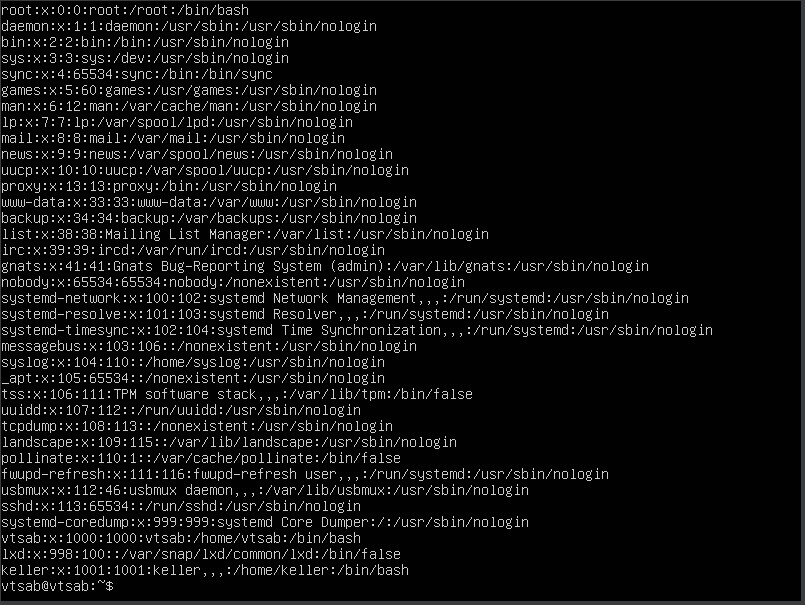 root:x:0:0:root:/root:/bin/bash
daemon:x:1:1:daemon:/usr/sbin:/usr/sbin/nologin
bin:x:2:2:bin:/bin:/usr/sbin/nologin
sys:x:3:3:sys:/dev:/usr/sbin/nologin
sync:x:4:65534:sync:/bin:/bin/sync
games:x:5:60:games:/usr/games:/usr/sbin/nologin
man:x:6:12:man:/var/cache/man:/usr/sbin/nologin
lp:x:7:7:lp:/var/spool/lpd:/usr/sbin/nologin
mail:x:8:8:mail:/var/mail:/usr/sbin/nologin
news:x:9:9:news:/var/spool/news:/usr/sbin/nologin
uucp:x:10:10:uucp:/var/spool/uucp:/usr/sbin/nologin
proxy:x:13:13:proxy:/bin:/usr/sbin/nologin
www-data:x:33:33:www-data:/var/www:/usr/sbin/nologin
backup:x:34:34:backup:/var/backups:/usr/sbin/nologin
list:x:38:38:Mailing List Manager:/var/list:/usr/sbin/nologin
irc:x:39:39:ircd:/var/run/ircd:/usr/sbin/nologin
gnats:x:41:41:Gnats Bug-Reporting System (admin):/var/lib/gnats:/usr/sbin/nologin
nobody:x:65534:65534:nobody:/nonexistent:/usr/sbin/nologin
systemd-network:x:100:102:systemd Network Management,,,:/run/systemd:/usr/sbin/nologin
systemd-resolve:x:101:103:systemd Resolver,,,:/run/systemd:/usr/sbin/nologin
systemd-timesync:x:102:104:systemd Time Synchronization,,,:/run/systemd:/usr/sbin/nologin
messagebus:x:103:106::/nonexistent:/usr/sbin/nologin
syslog:x:104:110::/home/syslog:/usr/sbin/nologin
_apt:x:105:65534::/nonexistent:/usr/sbin/nologin
tss:x:106:111:TPM software stack,,,:/var/lib/tpm:/bin/false
uuidd:x:107:112::/run/uuidd:/usr/sbin/nologin
tcpdump:x:108:113::/nonexistent:/usr/sbin/nologin
landscape:x:109:115::/var/lib/landscape:/usr/sbin/nologin
pollinate:x:110:1::/var/cache/pollinate:/bin/false
fwupd-refresh:x:111:116:fwupd-refresh user,,,:/run/systemd:/usr/sbin/nologin
usbmux:x:112:46:usbmux daemon,,,:/var/lib/usbmux:/usr/sbin/nologin
sshd:x:113:65534::/run/sshd:/usr/sbin/nologin
systemd-coredump:x:999:999:systemd Core Dumper:/:/usr/sbin/nologin
vtsab:x:1000:1000:vtsab:/home/vtsab:/bin/bash
lxd:x:998:100::/var/snap/lxd/common/lxd:/bin/false
keller:x:1001:1001:keller,,,:/home/keller:/bin/bash
vtsab@vtsab:~$